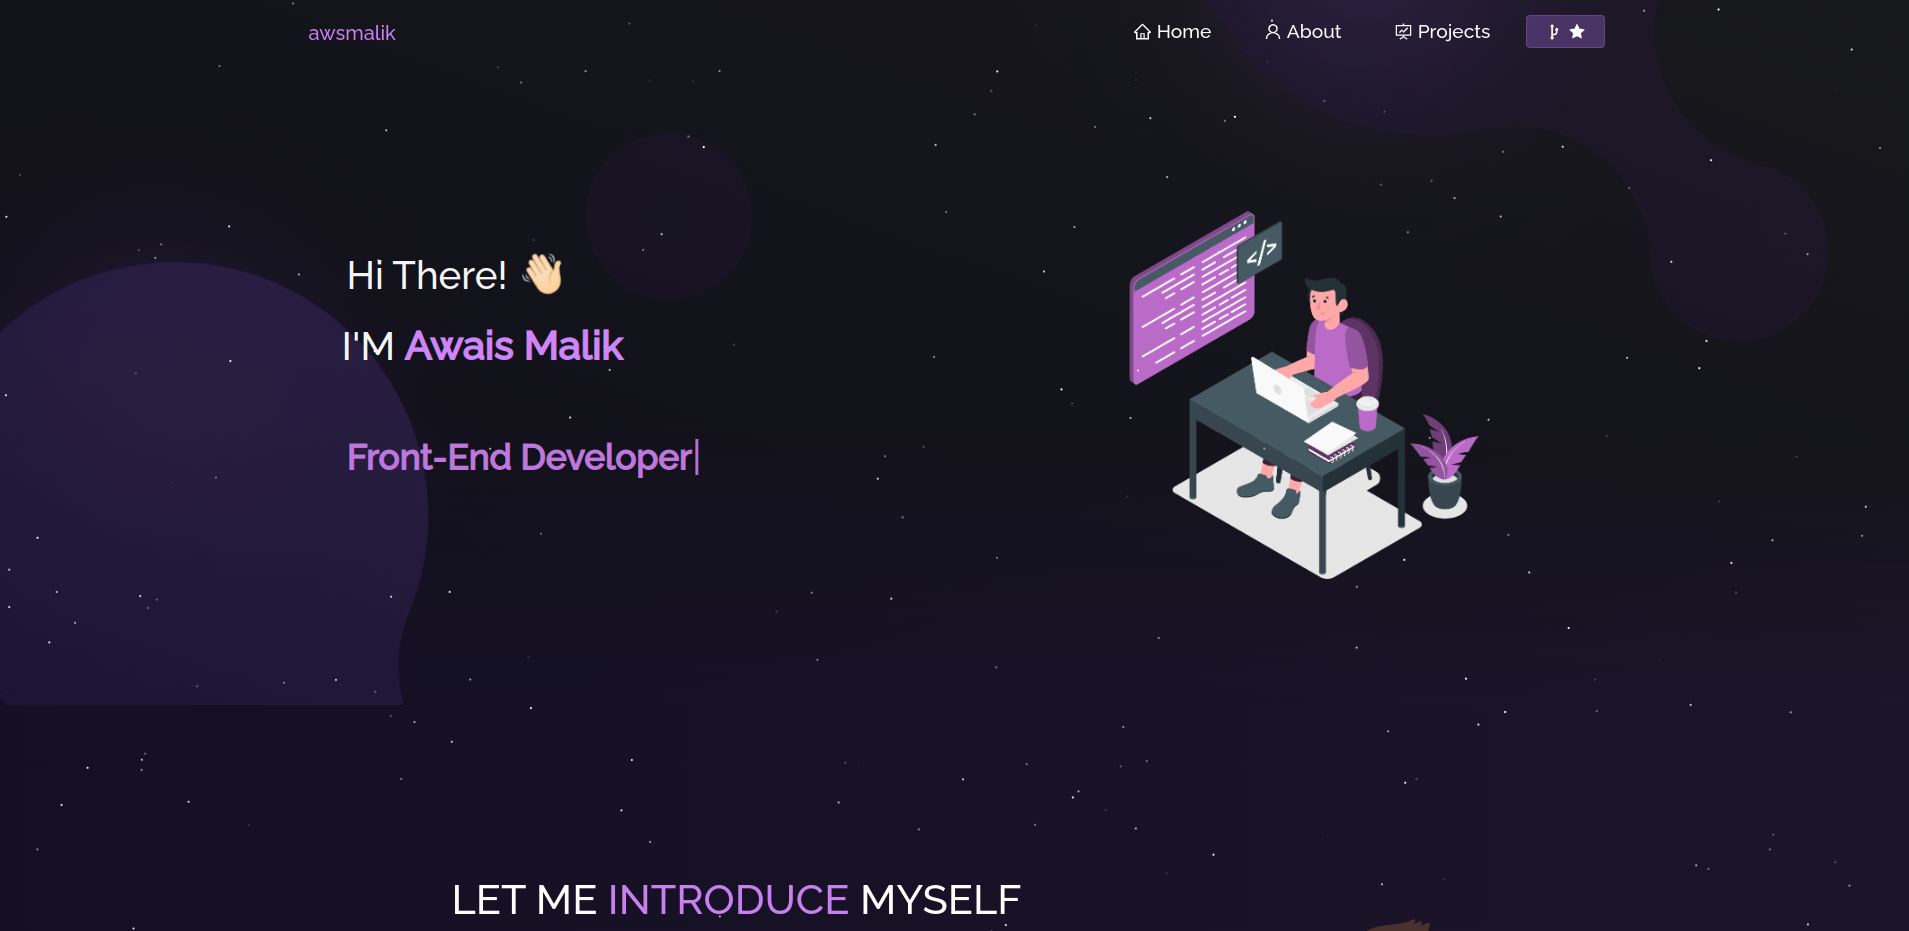 awsmalik
Home
About
Projects
</>
Hi There! 👋🏻
I'M Awais Malik
Front-End Developer|
LET ME INTRODUCE MYSELF